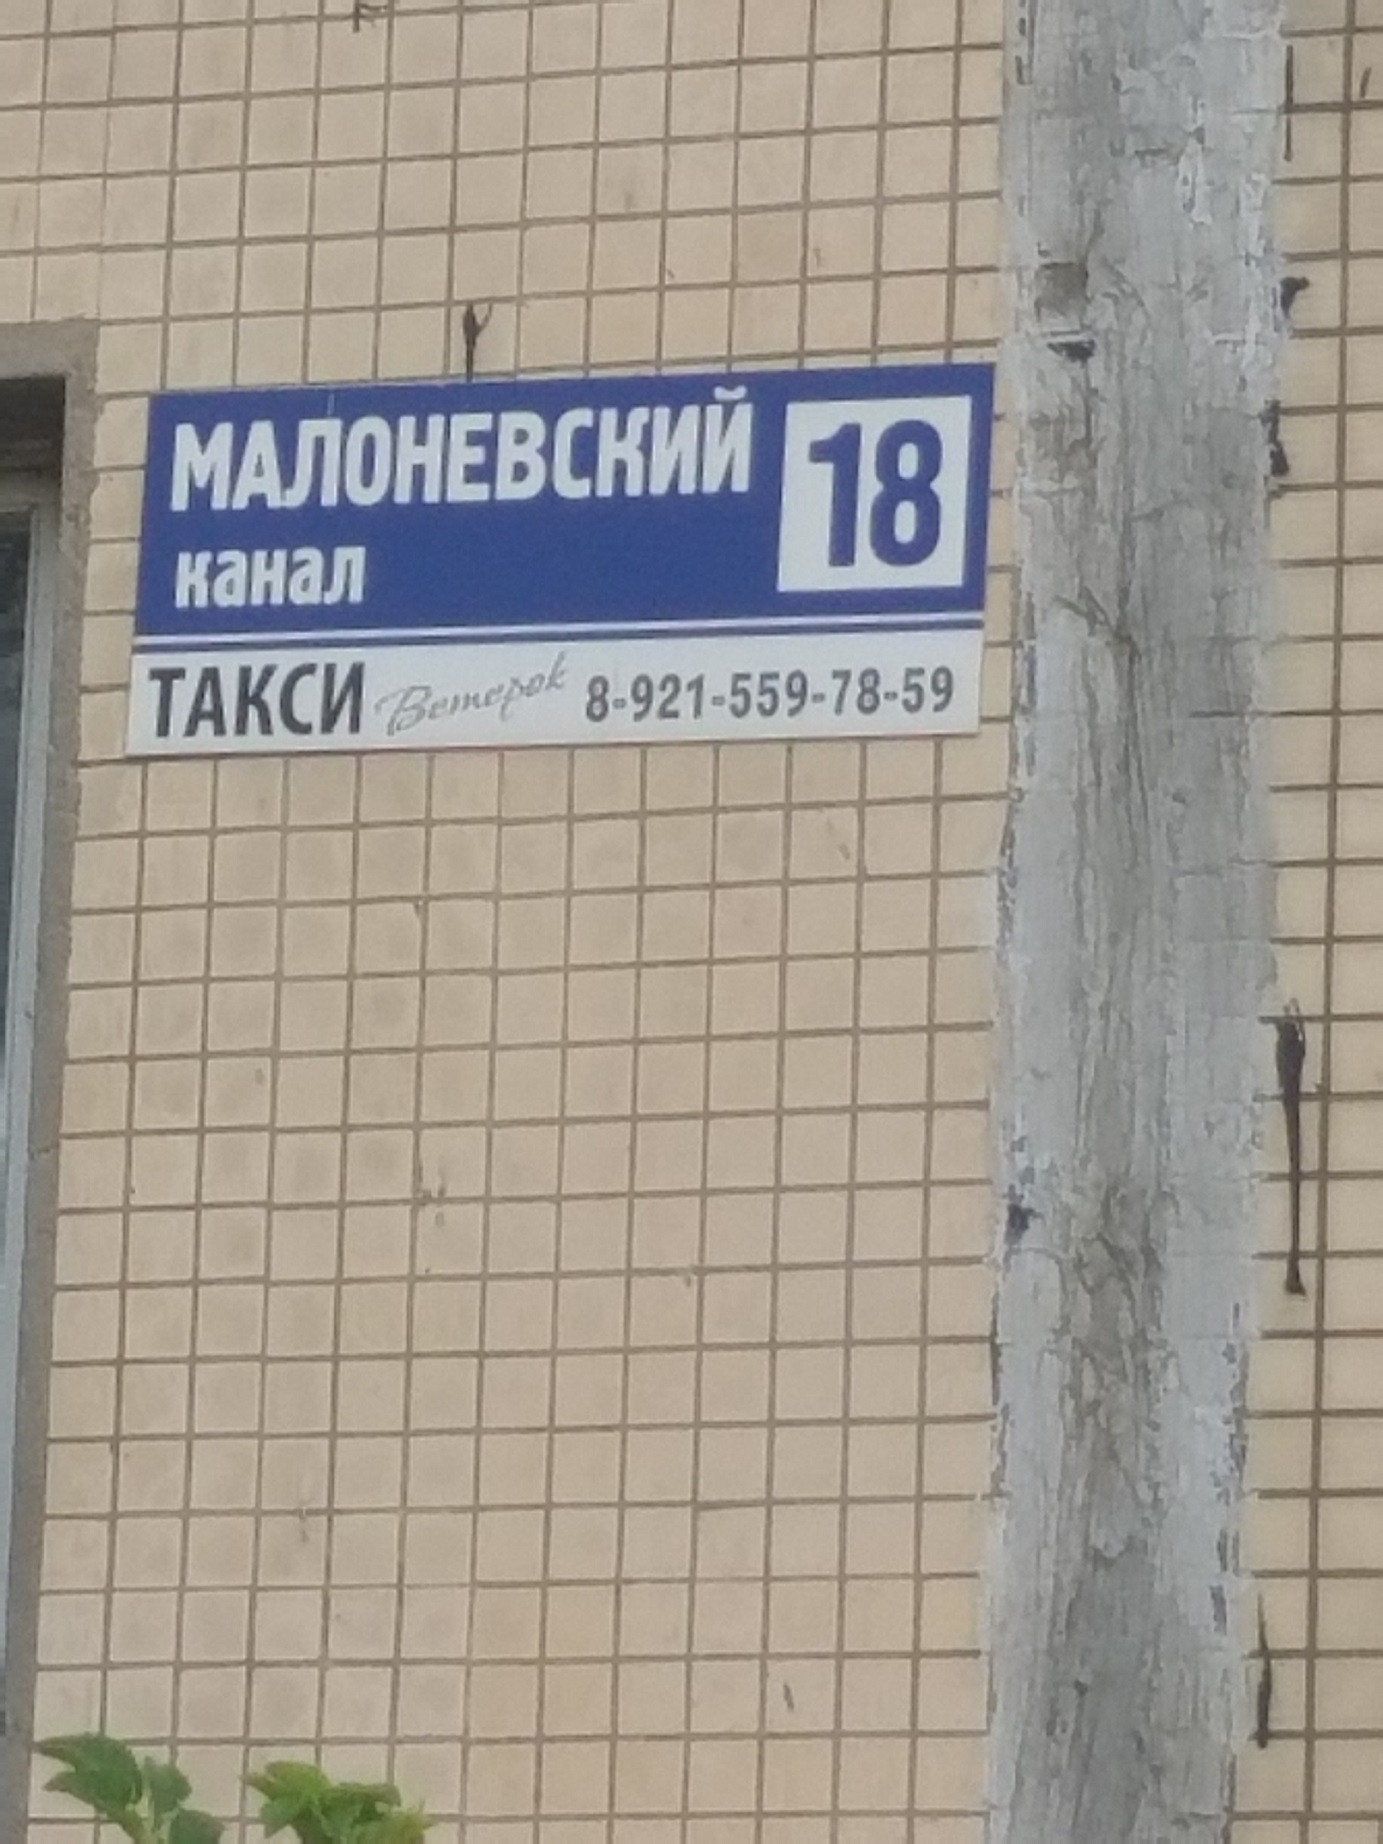 МАЛОНЕВСКИЙ 18
канал
ТАКСИ Ветерок 8-921-559-78-59